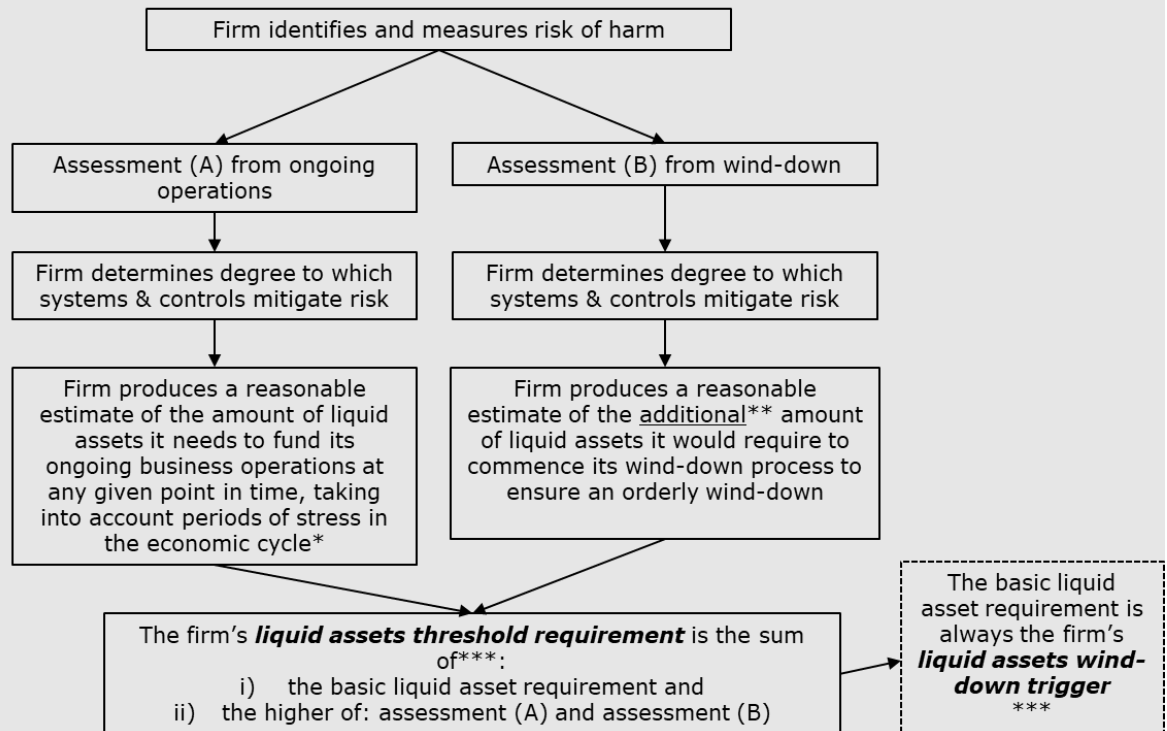 Firm identifies and measures risk of harm
Assessment (A) from ongoing
operations
Assessment (B) from wind-down
Firm determines degree to which
systems & controls mitigate risk
Firm determines degree to which
systems & controls mitigate risk
Firm produces a reasonable
estimate of the amount of liquid
assets it needs to fund its
ongoing business operations at
any given point in time, taking
into account periods of stress in
the economic cycle*
Firm produces a reasonable
estimate of the additional** amount
of liquid assets it would require to
commence its wind-down process to
ensure an orderly wind-down
The firm's liquid assets threshold requirement is the sum
of***:
i) the basic liquid asset requirement and
ii) the higher of: assessment (A) and assessment (B)
The basic liquid
asset requirement is
always the firm's
liquid assets wind-
down trigger
***